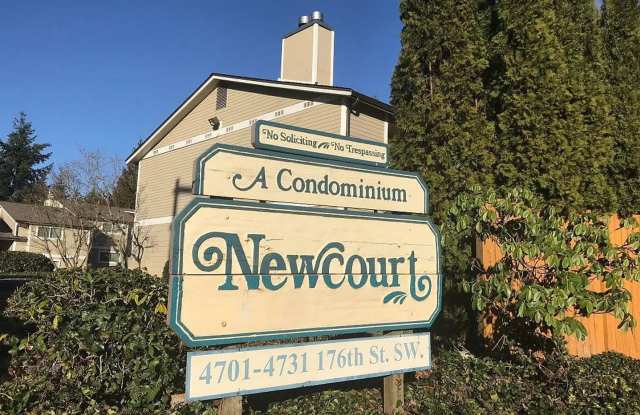 No Soliciting No Trespassing
A Condominium
Newcourt
4701-4731 176th St. SW.